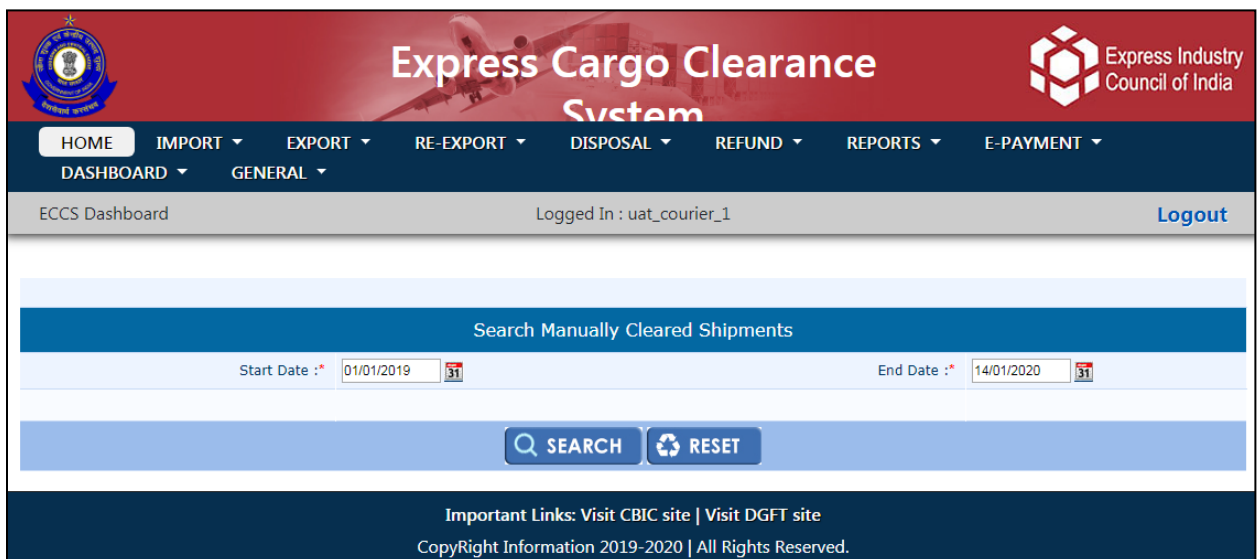 Express Cargo Clearance
System
Express Industry
Council of India
HOME IMPORT EXPORT RE-EXPORT DISPOSAL REFUND REPORTS E-PAYMENT
DASHBOARD GENERAL
ECCS Dashboard Logged In : uat_courier_1 Logout
Search Manually Cleared Shipments
Start Date :* 01/01/2019 31 End Date :* 14/01/2020 31
SEARCH RESET
Important Links: Visit CBIC site | Visit DGFT site
CopyRight Information 2019-2020 | All Rights Reserved.